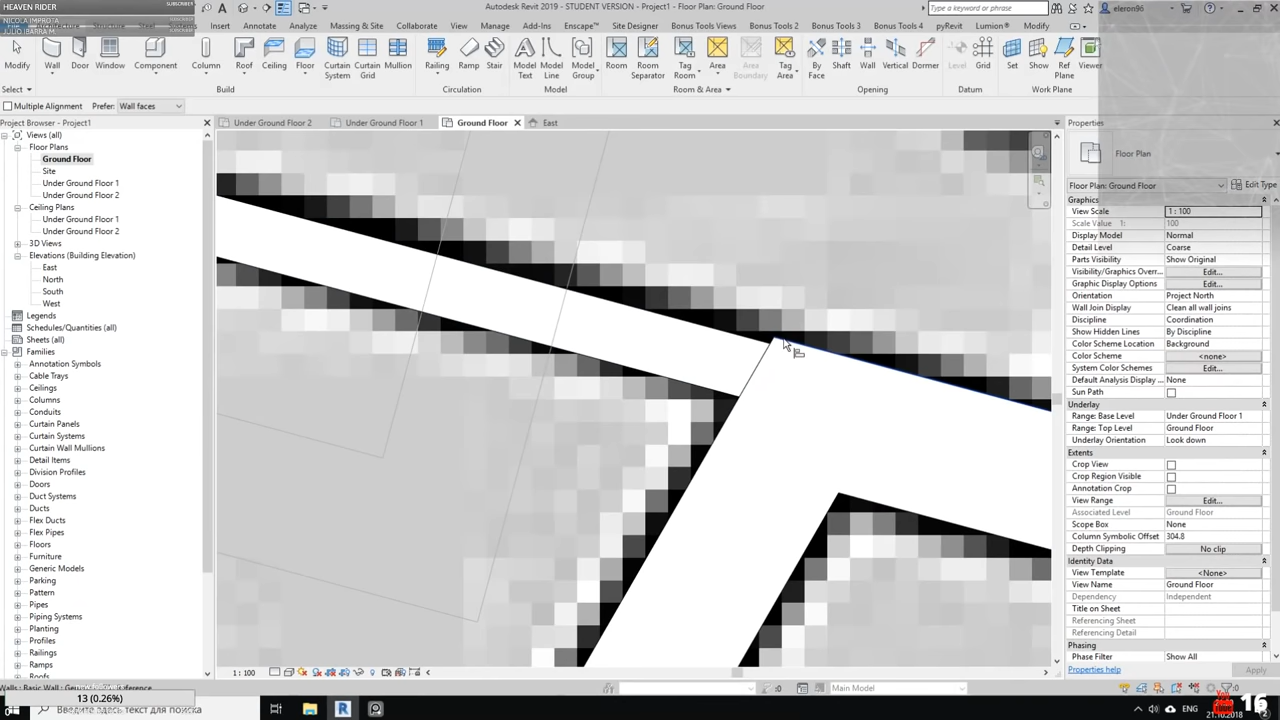 HEAVEN RIDER
SUBSCRIBERS
NICOLA IMPROTA
JULIO IBARRA M.
Autodesk Revit 2019 - STUDENT VERSION - Project1 - Floor Plan: Ground Floor
Type a keyword or phrase
eleron96
Architecture Structure Steel Systems Insert Annotate Analyze Massing & Site Collaborate View Manage Add-Ins Enscape™ Site Designer Bonus Tools Bonus Tools 2 Bonus Tools 3 Bonus Tools 4 pyRevit Lumion® Modify
Modify Wall Door Window Component Column Roof Ceiling Floor Curtain System Curtain Grid Mullion Railing Ramp Stair Model Text Model Line Model Group Room Room Separator Tag Room Area Area Boundary Tag Area By Face Shaft Wall Vertical Dormer Level Grid Set Show Ref Plane Viewer
Select Build Circulation Model Room & Area Opening Datum Work Plane
Multiple Alignment Prefer: Wall faces
Project Browser - Project1
Views (all)
Floor Plans
Ground Floor
Site
Under Ground Floor 1
Under Ground Floor 2
Ceiling Plans
Under Ground Floor 1
Under Ground Floor 2
3D Views
Elevations (Building Elevation)
East
North
South
West
Legends
Schedules/Quantities (all)
Sheets (all)
Families
Annotation Symbols
Cable Trays
Ceilings
Columns
Conduits
Curtain Panels
Curtain Systems
Curtain Wall Mullions
Detail Items
Division Profiles
Doors
Duct Systems
Ducts
Flex Ducts
Flex Pipes
Floors
Furniture
Generic Models
Parking
Pattern
Pipes
Piping Systems
Planting
Profiles
Railings
Ramps
Under Ground Floor 2 Under Ground Floor 1 Ground Floor East
1 : 100
Properties
Floor Plan
Floor Plan: Ground Floor Edit Type
Graphics
View Scale 1 : 100
Scale Value 1: 100
Display Model Normal
Detail Level Coarse
Parts Visibility Show Original
Visibility/Graphics Overr... Edit...
Graphic Display Options Edit...
Orientation Project North
Wall Join Display Clean all wall joins
Discipline Coordination
Show Hidden Lines By Discipline
Color Scheme Location Background
Color Scheme <none>
System Color Schemes Edit...
Default Analysis Display ... None
Sun Path
Underlay
Range: Base Level Under Ground Floor 1
Range: Top Level Ground Floor
Underlay Orientation Look down
Extents
Crop View
Crop Region Visible
Annotation Crop
View Range Edit...
Associated Level Ground Floor
Scope Box None
Column Symbolic Offset 304.8
Depth Clipping No clip
Identity Data
View Template <None>
View Name Ground Floor
Dependency Independent
Title on Sheet
Referencing Sheet
Referencing Detail
Phasing
Phase Filter Show All
Properties help Apply
Walls : Basic Wall :
:0 Main Model :0
13 (0.26%)
Введите здесь текст для поиска
ENG
21.10.2018
16